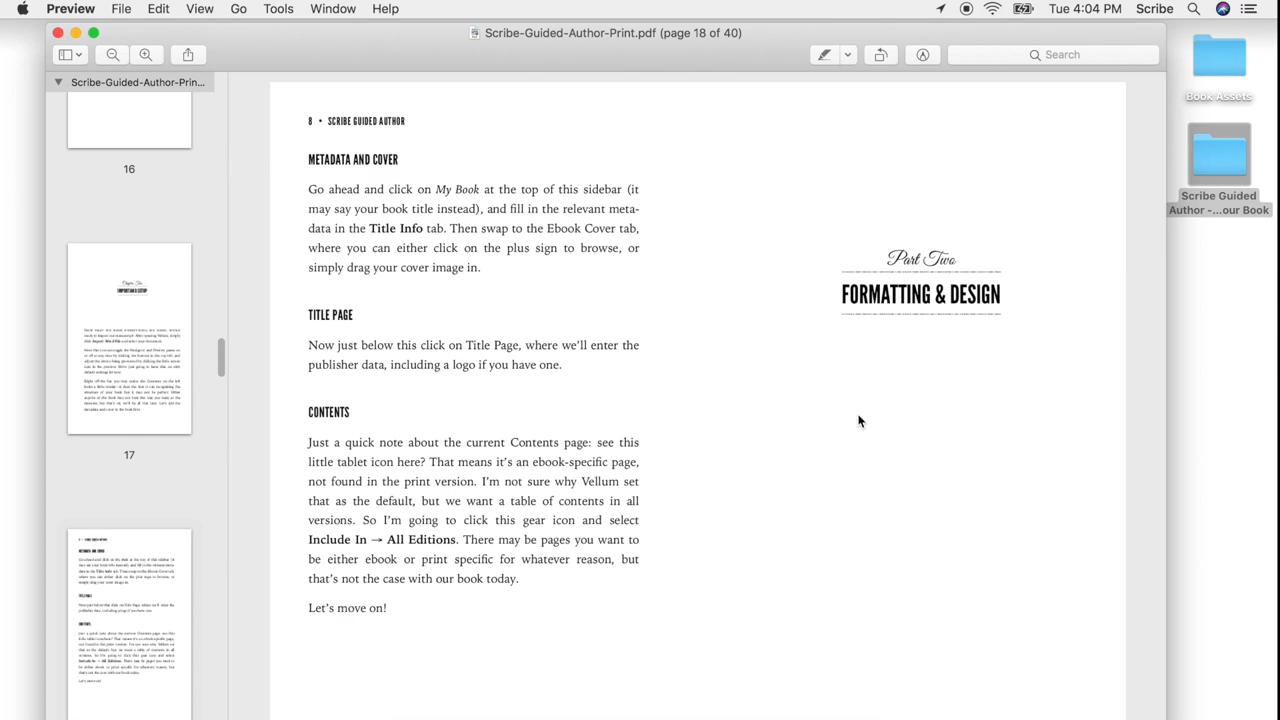 Preview File Edit View Go Tools Window Help Tue 4:04 PM Scribe
Scribe-Guided-Author-Print.pdf (page 18 of 40)
Search
Scribe-Guided-Author-Prin...
16
17
8 • SCRIBE GUIDED AUTHOR
METADATA AND COVER
Go ahead and click on My Book at the top of this sidebar (it
may say your book title instead), and fill in the relevant meta-
data in the Title Info tab. Then swap to the Ebook Cover tab,
where you can either click on the plus sign to browse, or
simply drag your cover image in.
TITLE PAGE
Now just below this click on Title Page, where we'll enter the
publisher data, including a logo if you have one.
CONTENTS
Just a quick note about the current Contents page: see this
little tablet icon here? That means it's an ebook-specific page,
not found in the print version. I'm not sure why Vellum set
that as the default, but we want a table of contents in all
versions. So I'm going to click this gear icon and select
Include In → All Editions. There may be pages you want to
be either ebook or print specific for whatever reason, but
that's not the case with our book today.
Let's move on!
Part Two
FORMATTING & DESIGN
Book Assets
Scribe Guided
Author -...our Book